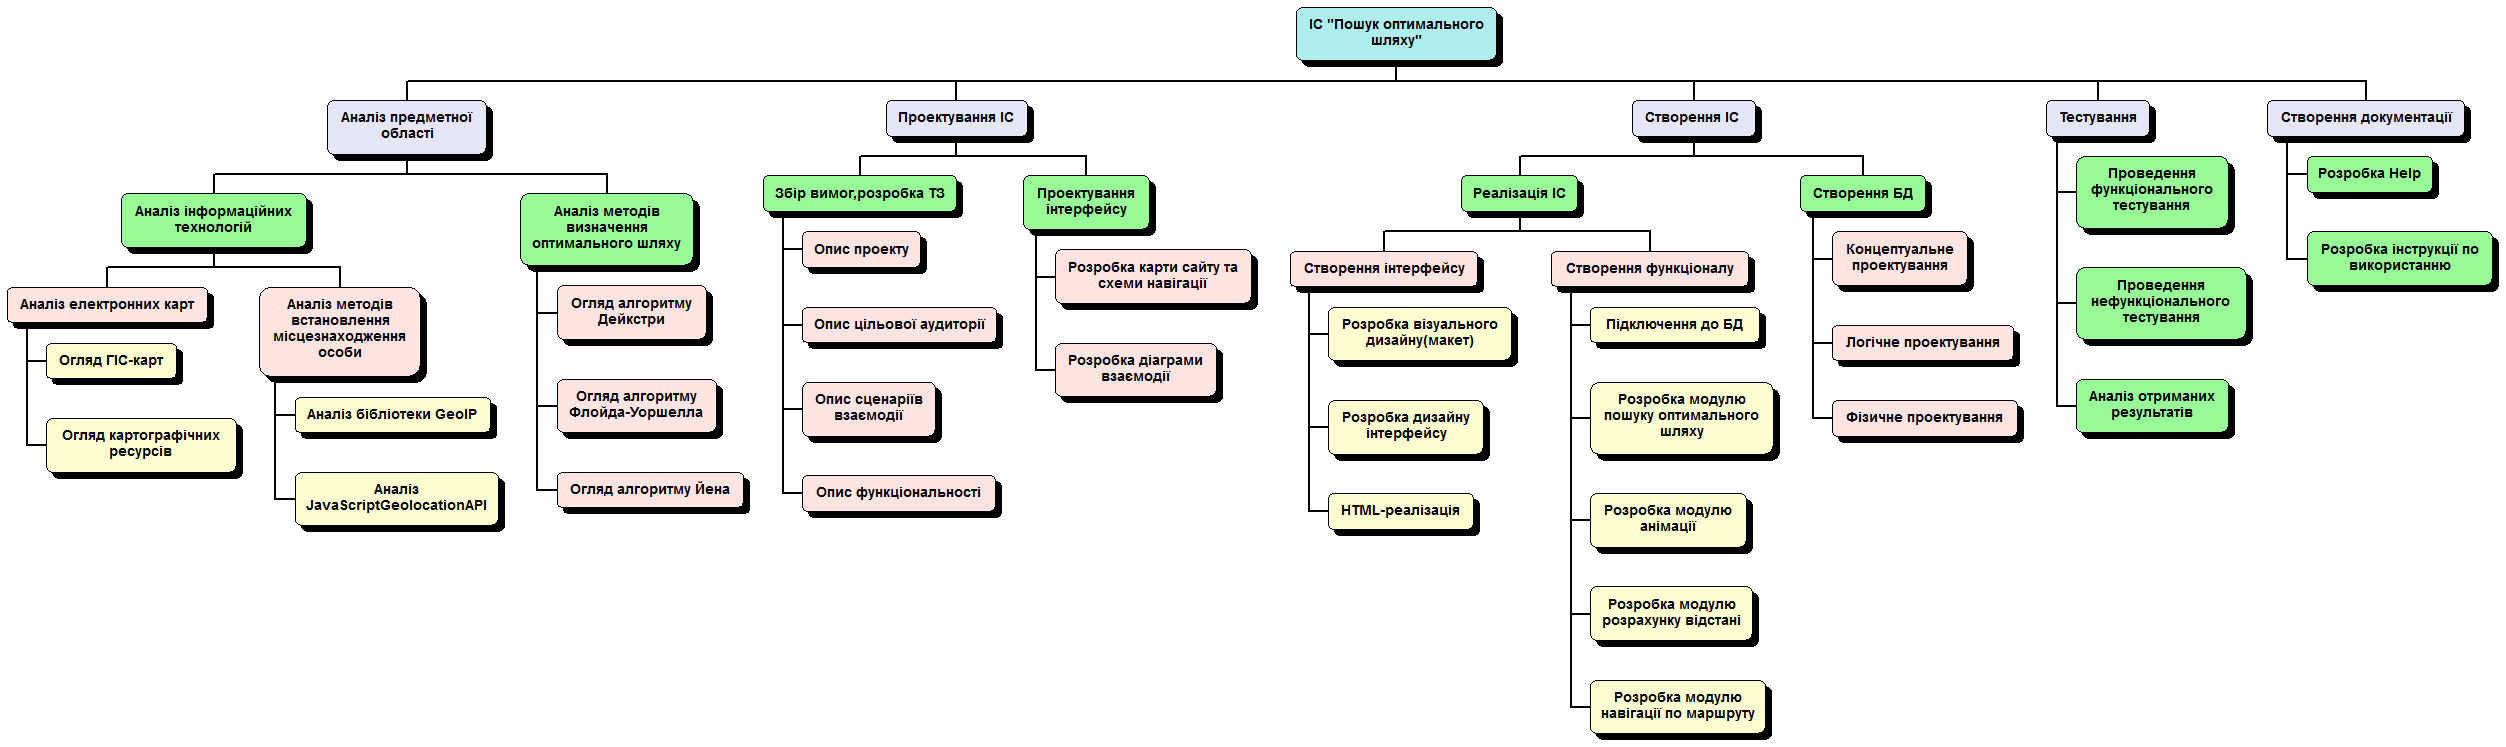 ІС "Пошук оптимального
шляху"
Аналіз предметної
області
Проектування ІС
Створення ІС
Тестування
Створення документації
Аналіз інформаційних
технологій
Аналіз методів
визначення
оптимального шляху
Збір вимог,розробка ТЗ
Проектування
інтерфейсу
Реалізація ІС
Створення БД
Проведення
функціонального
тестування
Розробка Help
Аналіз електронних карт
Аналіз методів
встановлення
місцезнаходження
особи
Огляд алгоритму
Дейкстри
Опис проекту
Розробка карти сайту та
схеми навігації
Створення інтерфейсу
Створення функціоналу
Концептуальне
проектування
Проведення
нефункціонального
тестування
Розробка інструкції по
використанню
Огляд ГІС-карт
Аналіз бібліотеки GeoIP
Огляд алгоритму
Флойда-Уоршелла
Опис цільової аудиторії
Розробка діаграми
взаємодії
Розробка візуального
дизайну(макет)
Підключення до БД
Логічне проектування
Аналіз отриманих
результатів
Огляд картографічних
ресурсів
Аналіз
JavaScriptGeolocationAPI
Огляд алгоритму Йена
Опис сценаріїв
взаємодії
Розробка дизайну
інтерфейсу
Розробка модулю
пошуку оптимального
шляху
Фізичне проектування
Опис функціональності
HTML-реалізація
Розробка модулю
анімації
Розробка модулю
розрахунку відстані
Розробка модулю
навігації по маршруту